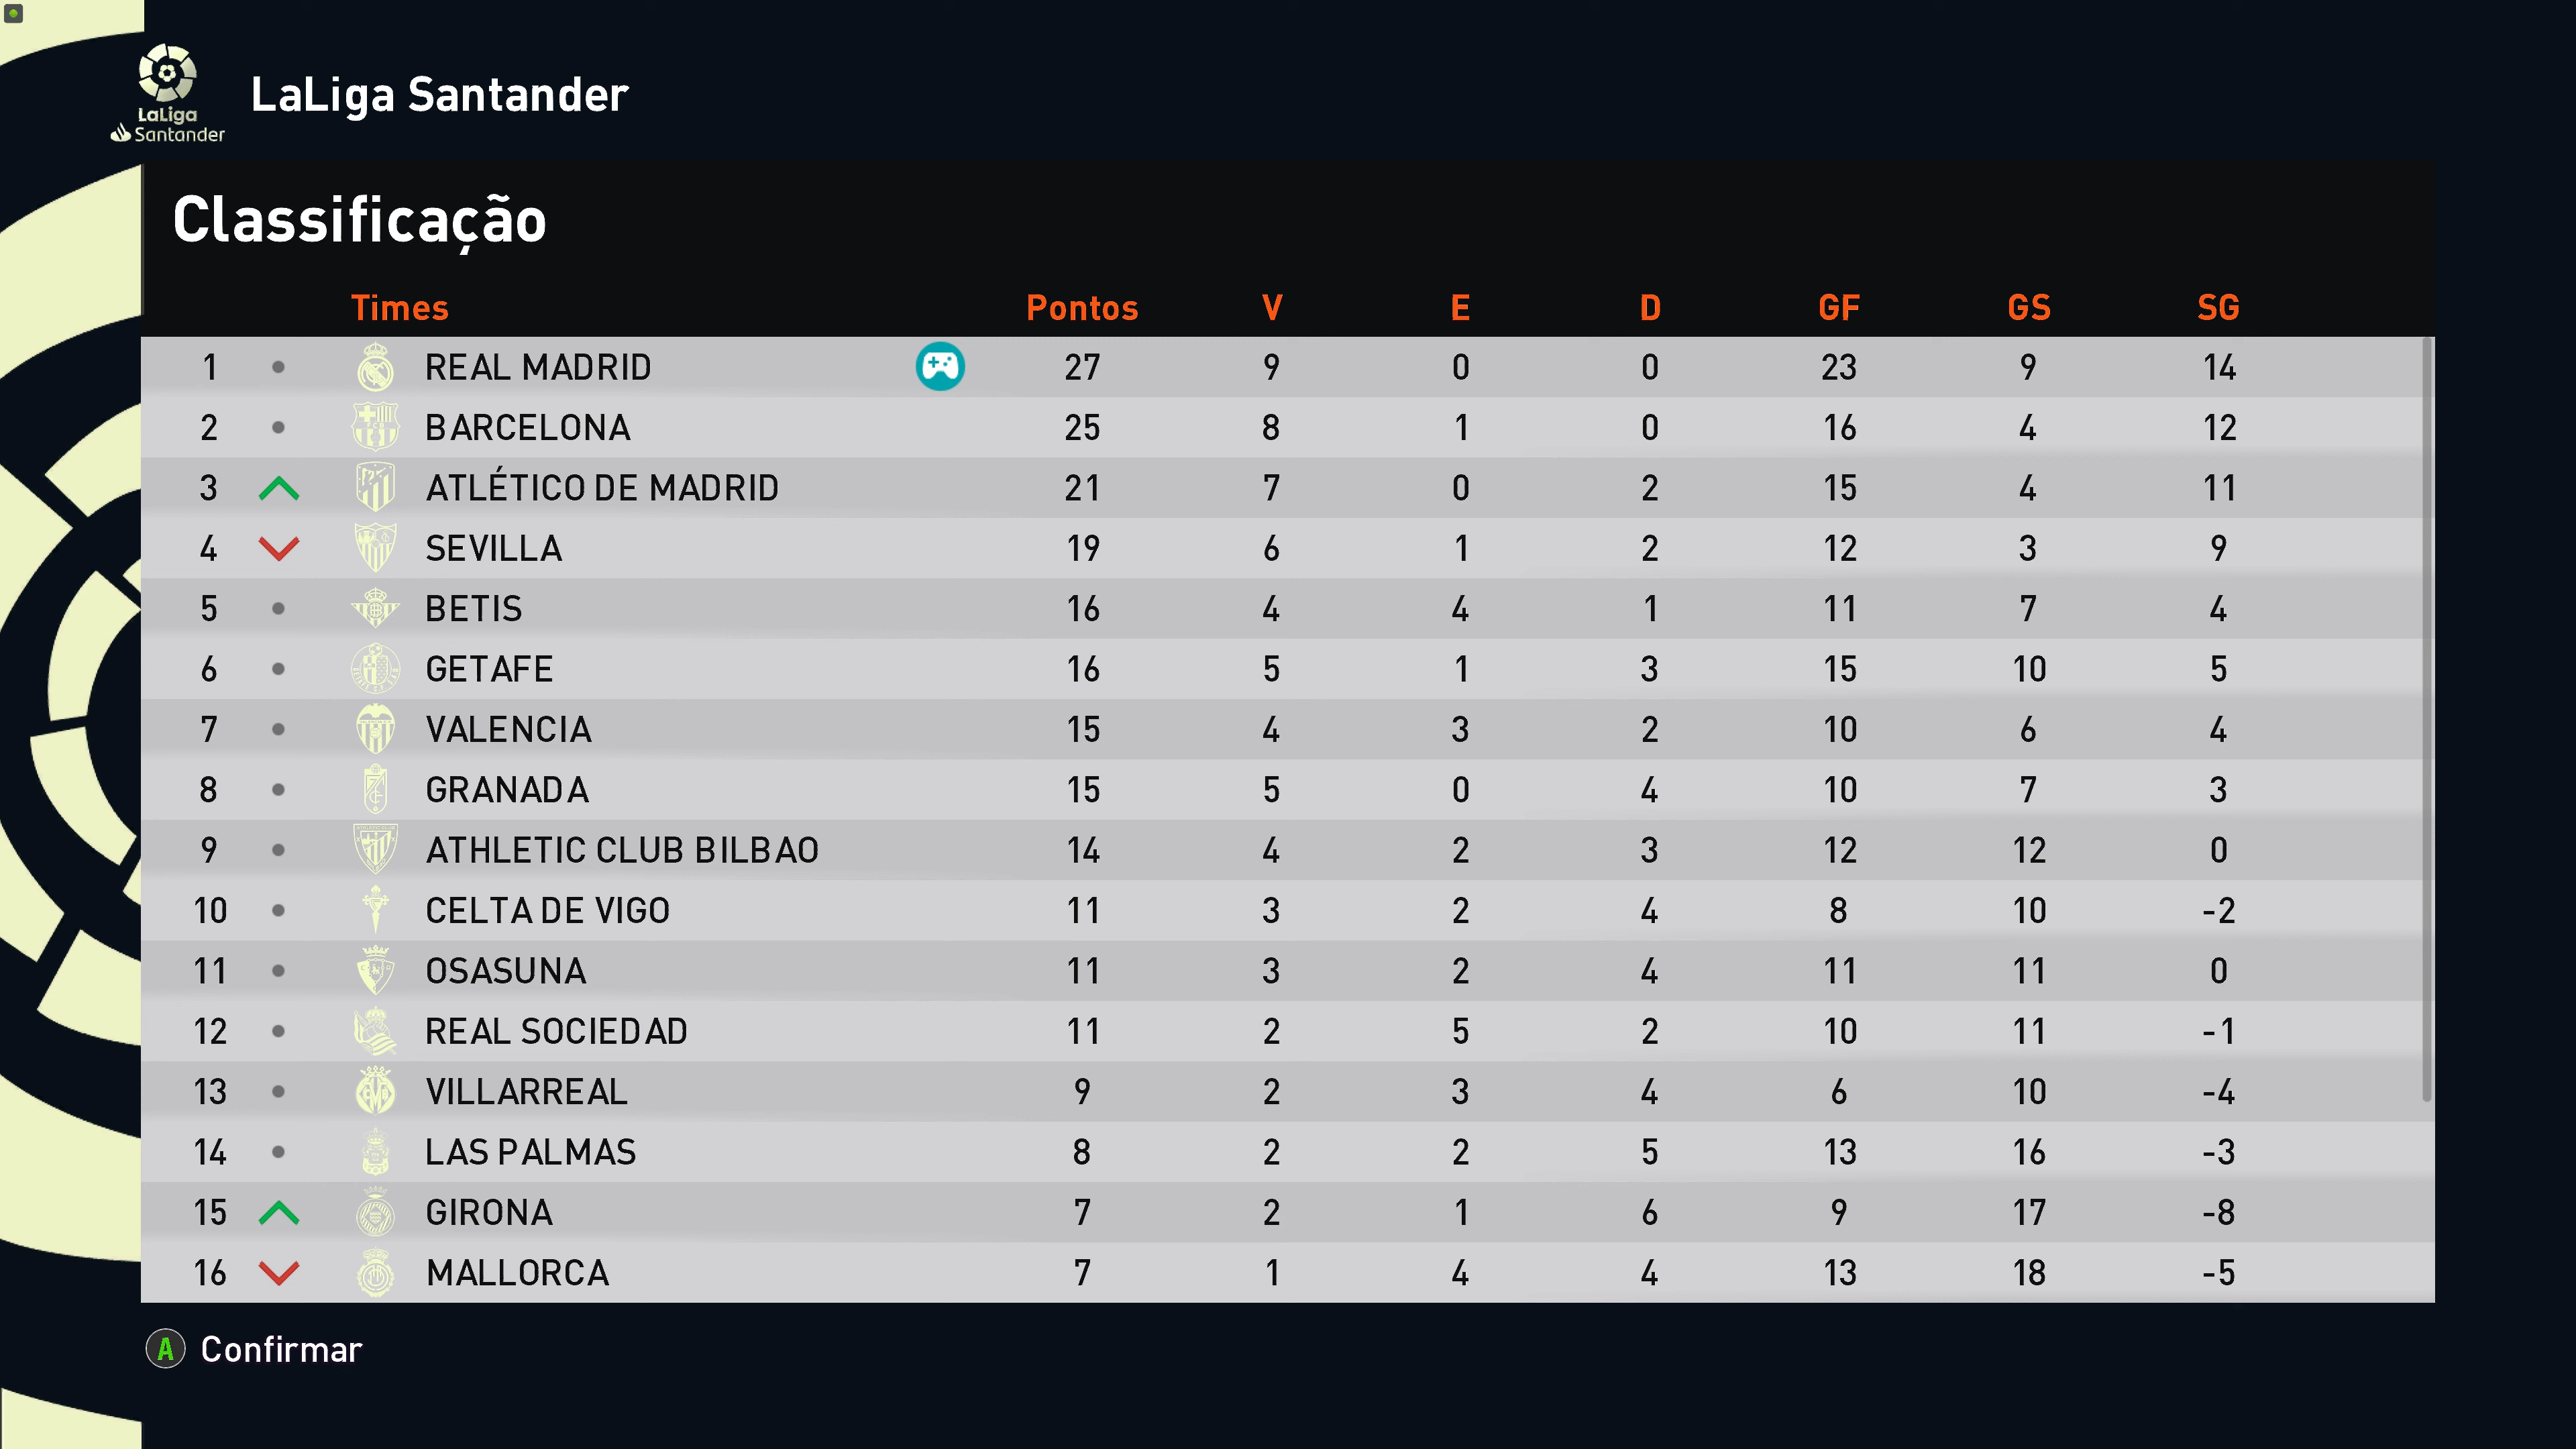 LaLiga
Santander
LaLiga Santander
Classificação
Times Pontos V E D GF GS SG
1 REAL MADRID 27 9 0 0 23 9 14
2 BARCELONA 25 8 1 0 16 4 12
3 ATLÉTICO DE MADRID 21 7 0 2 15 4 11
4 SEVILLA 19 6 1 2 12 3 9
5 BETIS 16 4 4 1 11 7 4
6 GETAFE 16 5 1 3 15 10 5
7 VALENCIA 15 4 3 2 10 6 4
8 GRANADA 15 5 0 4 10 7 3
9 ATHLETIC CLUB BILBAO 14 4 2 3 12 12 0
10 CELTA DE VIGO 11 3 2 4 8 10 -2
11 OSASUNA 11 3 2 4 11 11 0
12 REAL SOCIEDAD 11 2 5 2 10 11 -1
13 VILLARREAL 9 2 3 4 6 10 -4
14 LAS PALMAS 8 2 2 5 13 16 -3
15 GIRONA 7 2 1 6 9 17 -8
16 MALLORCA 7 1 4 4 13 18 -5
A Confirmar